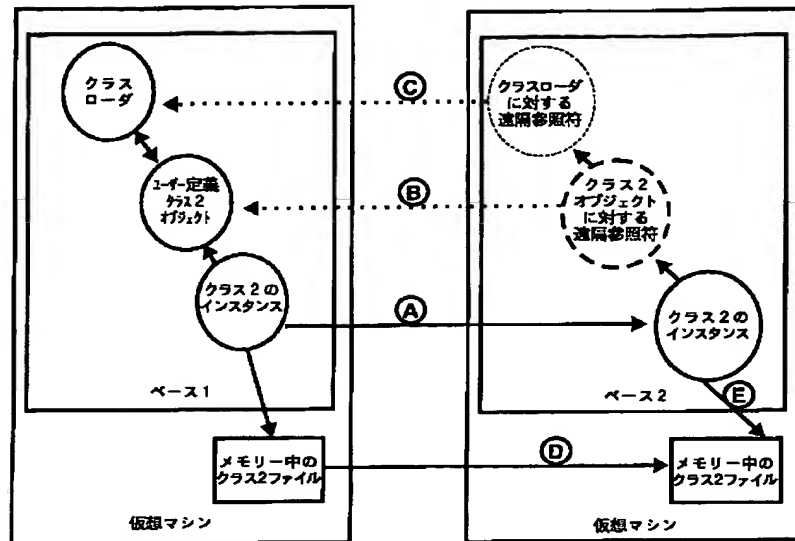 クラス
ローダ
ユーザー定義
クラス2
オブジェクト
クラス2の
インスタンス
ベース1
メモリー中の
クラス2ファイル
仮想マシン
C
B
A
D
クラスローダ
に対する
遠隔参照符
クラス2
オブジェクト
に対する
遠隔参照符
クラス2の
インスタンス
E
ベース2
メモリー中の
クラス2ファイル
仮想マシン